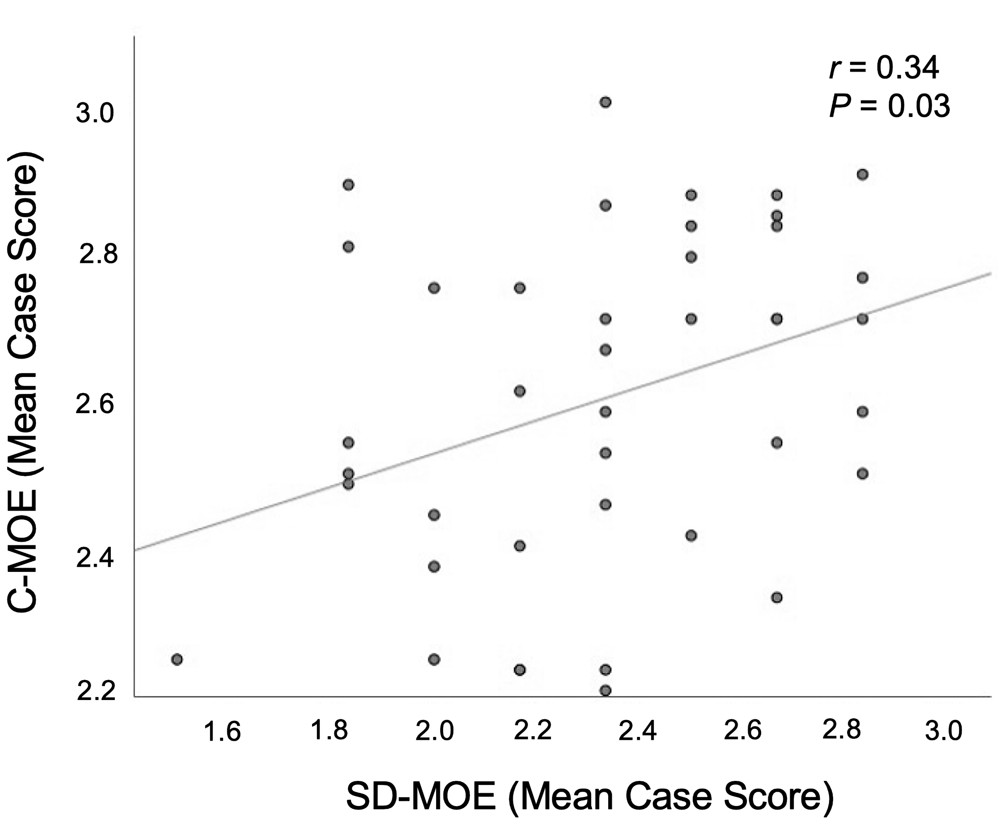 r = 0.34
P = 0.03
C-MOE (Mean Case Score)
3.0
2.8
2.6
2.4
2.2
1.6 1.8 2.0 2.2 2.4 2.6 2.8 3.0
SD-MOE (Mean Case Score)